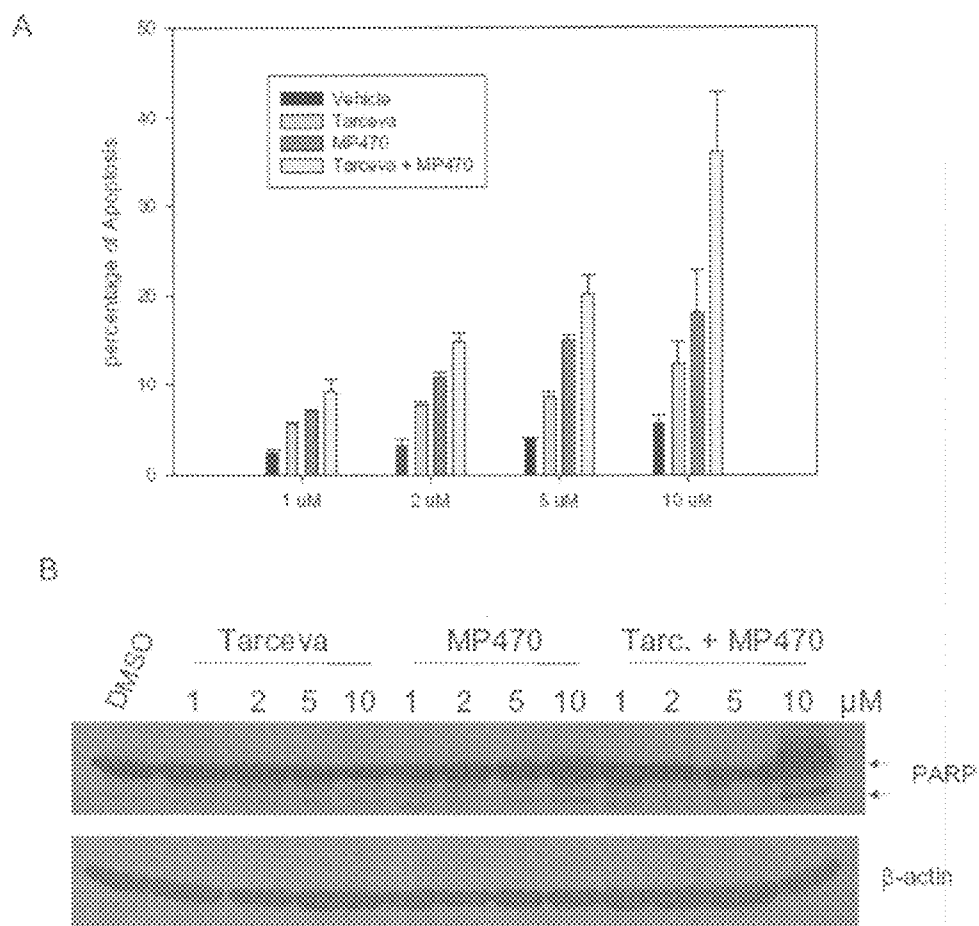 A
50
40
30
20
10
0
percentage of Apoptosis
Vehicle
Tarceva
MP470
Tarceva + MP470
1 uM
2 uM
5 uM
10 uM
B
DMSO
Tarceva
MP470
Tarc. + MP470
1 2 5 10 1 2 5 10 1 2 5 10 μM
PARP
β-actin